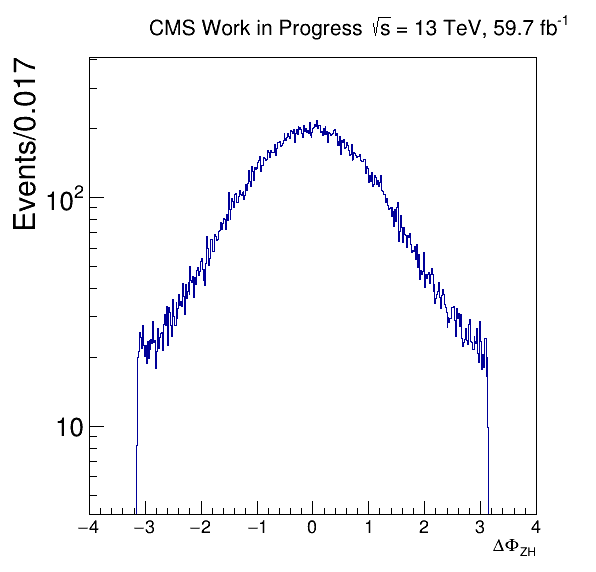 CMS Work in Progress √s = 13 TeV, 59.7 fb⁻¹
Events/0.017
10²
10
−4 −3 −2 −1 0 1 2 3 4
ΔΦ_ZH